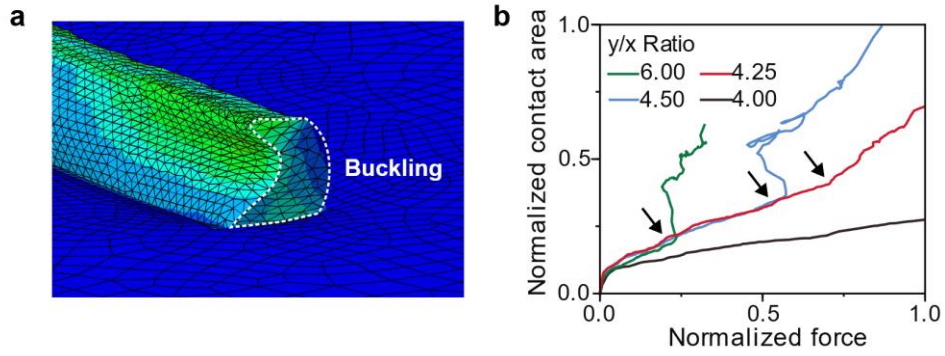 a
Buckling
b
Normalized contact area
1.0
0.5
0.0
y/x Ratio
6.00 4.25
4.50 4.00
0.0 0.5 1.0
Normalized force